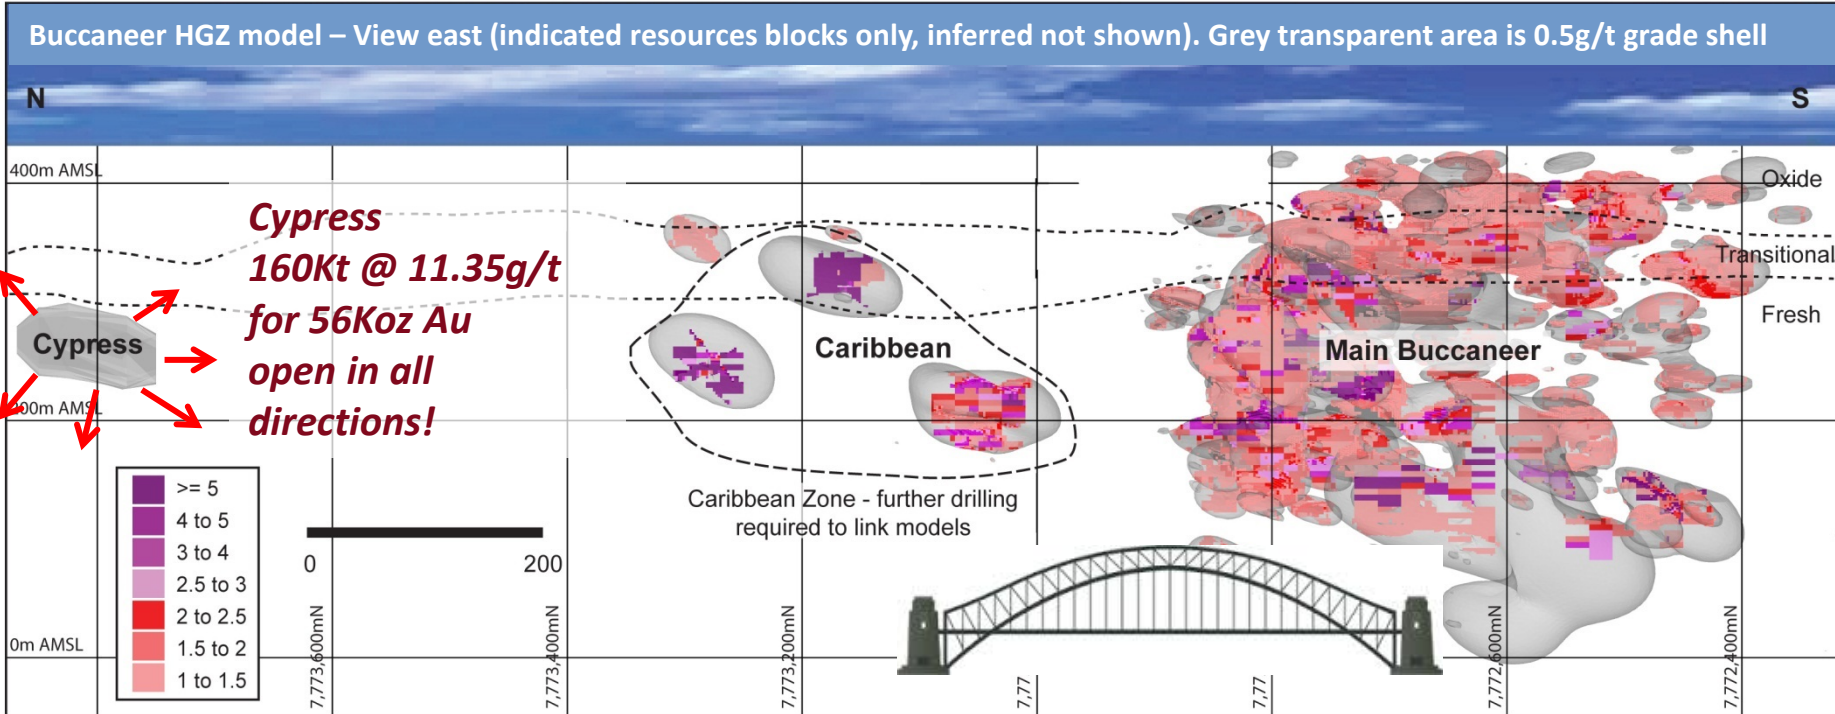 Buccaneer HGZ model – View east (indicated resources blocks only, inferred not shown). Grey transparent area is 0.5g/t grade shell
N
S
400m AMSL
Oxide
Cypress
160Kt @ 11.35g/t
for 56Koz Au
open in all
directions!
Transitional
Fresh
Cypress
Caribbean
Main Buccaneer
00m AMSL
>= 5
4 to 5
3 to 4
2.5 to 3
2 to 2.5
1.5 to 2
1 to 1.5
Caribbean Zone - further drilling
required to link models
0
200
0m AMSL
7,773,600mN
7,773,400mN
7,773,200mN
7,77
7,77
7,772,600mN
7,772,400mN